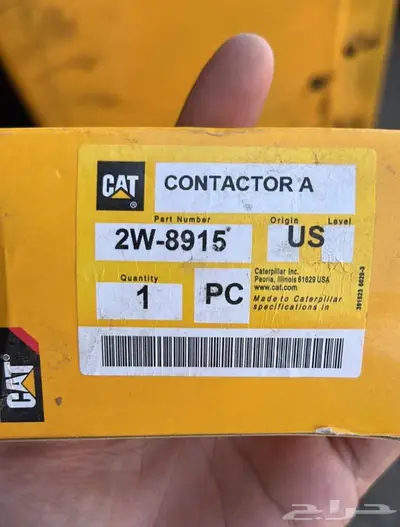 CAT
®
CONTACTOR A
Part Number
Origin
Level
2W-8915
US
Quantity
1
PC
Caterpillar Inc.
Peoria, Illinois 61629 USA
www.cat.com
Made to Caterpillar
specifications in
CAT®
حراج